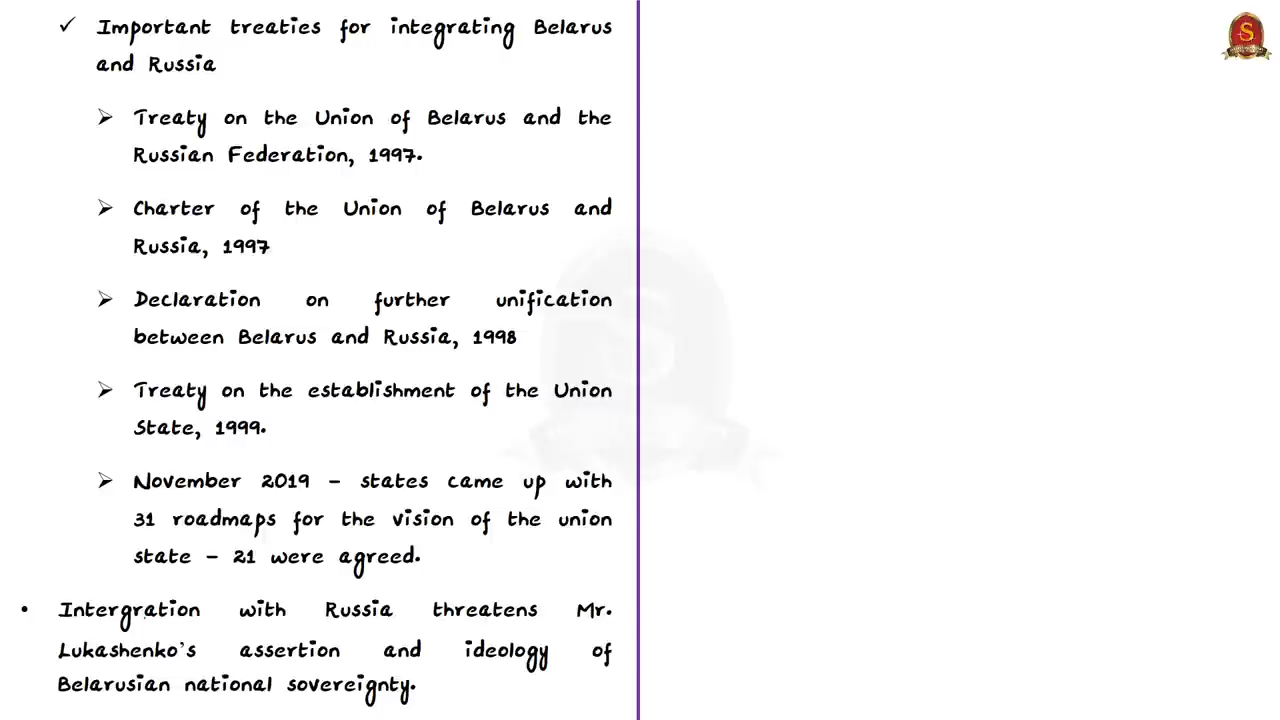 ✓ Important treaties for integrating Belarus
and Russia
➢ Treaty on the Union of Belarus and the
Russian Federation, 1997.
➢ Charter of the Union of Belarus and
Russia, 1997
➢ Declaration on further unification
between Belarus and Russia, 1998
➢ Treaty on the establishment of the Union
State, 1999.
➢ November 2019 – states came up with
31 roadmaps for the vision of the union
state – 21 were agreed.
• Intergration with Russia threatens Mr.
Lukashenko's assertion and ideology of
Belarusian national sovereignty.
S
S